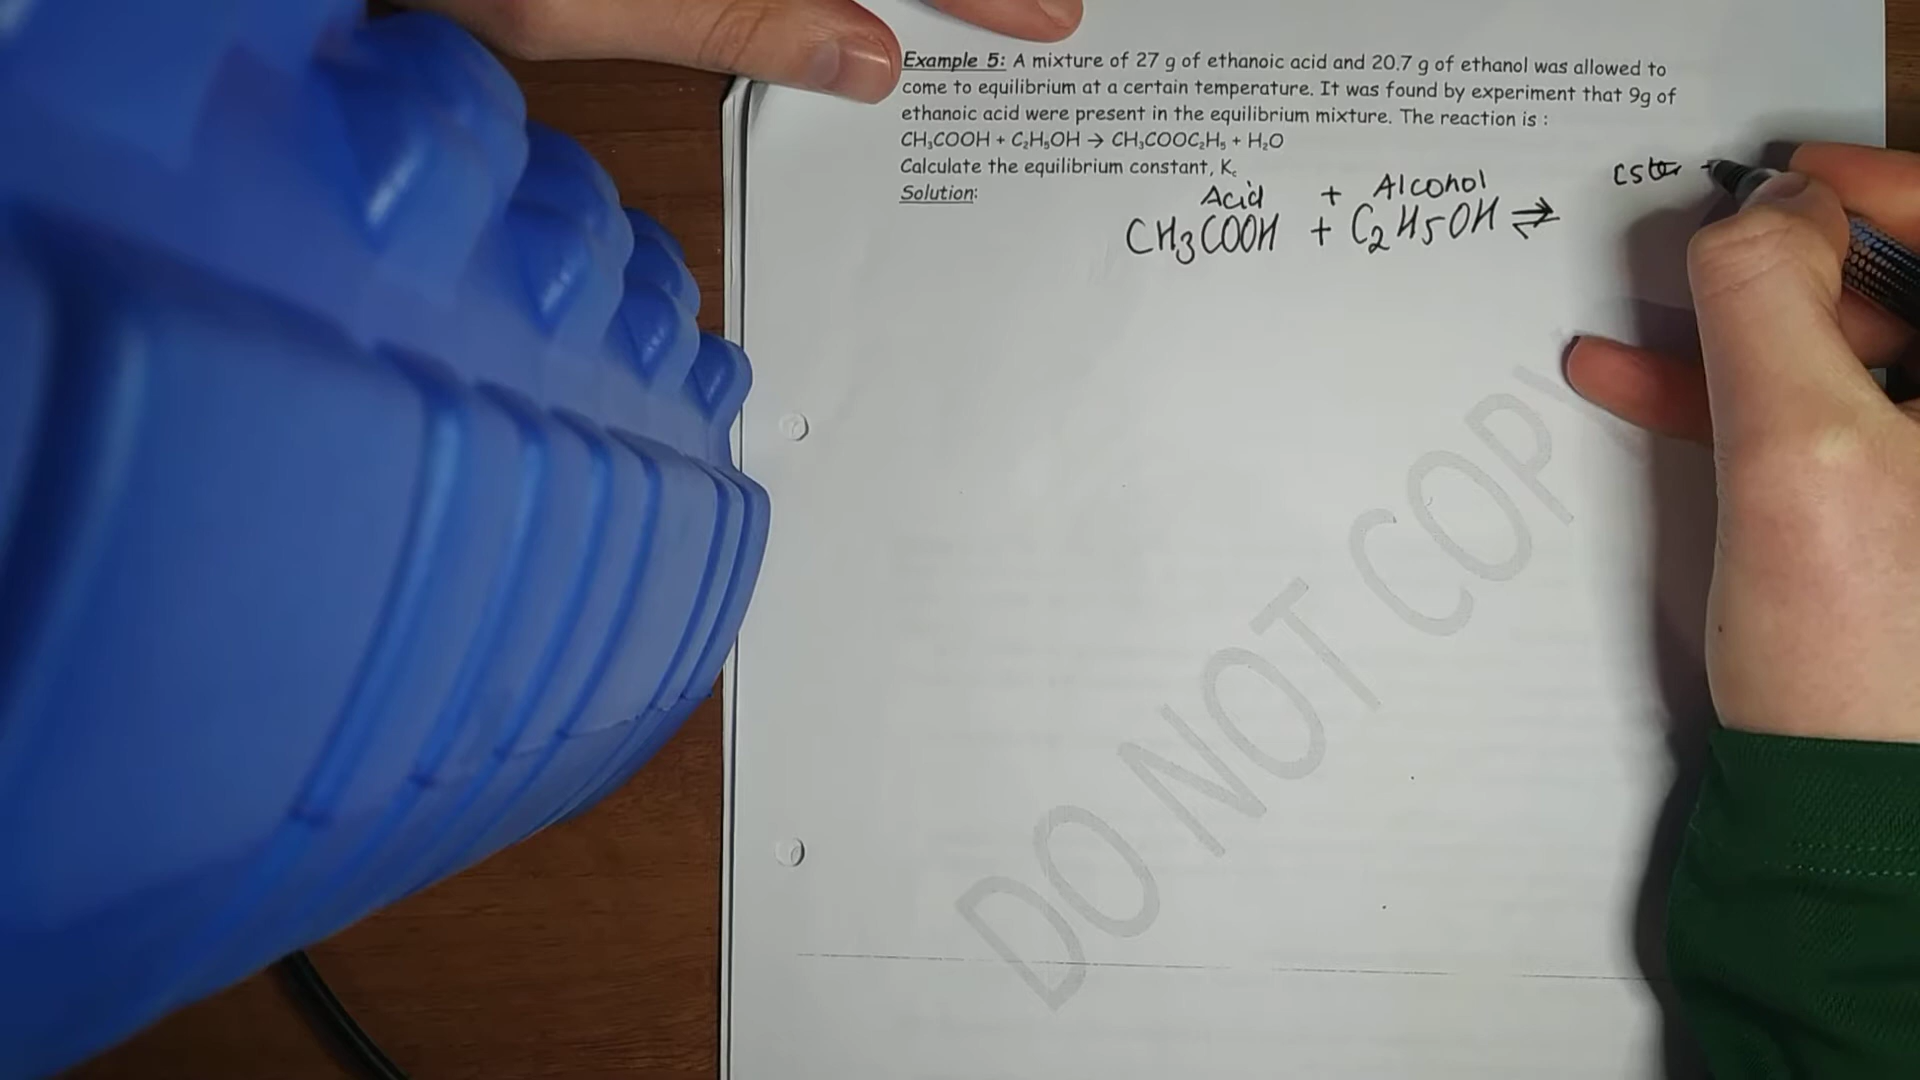 Example 5: A mixture of 27 g of ethanoic acid and 20.7 g of ethanol was allowed to
come to equilibrium at a certain temperature. It was found by experiment that 9g of
ethanoic acid were present in the equilibrium mixture. The reaction is :
CH₃COOH + C₂H₅OH → CH₃COOC₂H₅ + H₂O
Calculate the equilibrium constant, Kc
Solution:
Acid + Alcohol ester
CH₃COOH + C₂H₅OH ⇌
DO NOT COPY